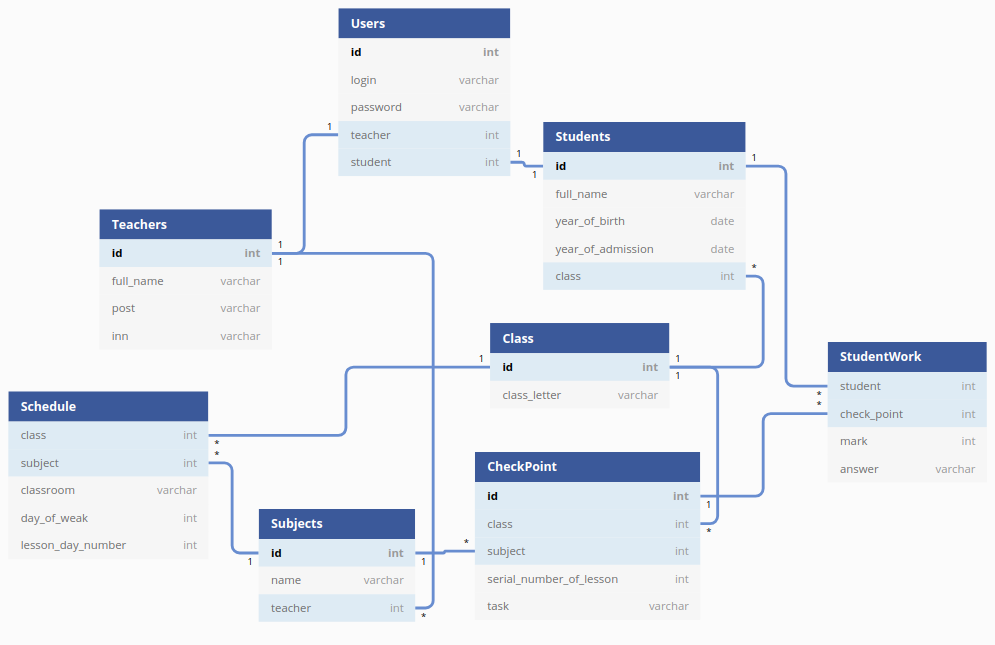 Users
id int
login varchar
password varchar
teacher int
student int
1
1
1
Students
id int
full_name varchar
year_of_birth date
year_of_admission date
class int
1
*
Teachers
id int
full_name varchar
post varchar
inn varchar
1
1
Class
id int
class_letter varchar
1
1
1
StudentWork
student int
check_point int
mark int
answer varchar
*
*
Schedule
class int
subject int
classroom varchar
day_of_weak int
lesson_day_number int
*
*
CheckPoint
id int
class int
subject int
serial_number_of_lesson int
task varchar
1
*
*
Subjects
id int
name varchar
teacher int
1
1
*